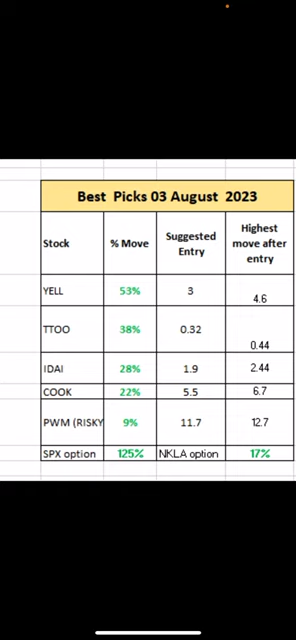 Best Picks 03 August 2023
Stock % Move Suggested Entry Highest move after entry
YELL 53% 3 4.6
TTOO 38% 0.32 0.44
IDAI 28% 1.9 2.44
COOK 22% 5.5 6.7
PWM (RISKY 9% 11.7 12.7
SPX option 125% NKLA option 17%